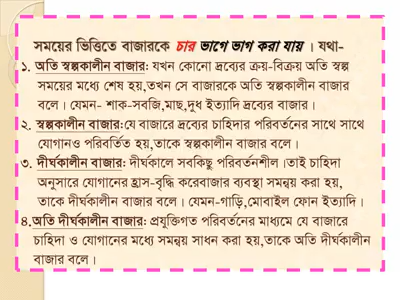 সময়ের ভিত্তিতে বাজারকে চার ভাগে ভাগ করা যায় । যথা-
১. অতি স্বল্পকালীন বাজার: যখন কোনো দ্রব্যের ক্রয়-বিক্রয় অতি স্বল্প
সময়ের মধ্যে শেষ হয়,তখন সে বাজারকে অতি স্বল্পকালীন বাজার
বলে । যেমন- শাক-সবজি,মাছ,দুধ ইত্যাদি দ্রব্যের বাজার।
২. স্বল্পকালীন বাজার:যে বাজারে দ্রব্যের চাহিদার পরিবর্তনের সাথে সাথে
যোগানও পরিবর্তিত হয়,তাকে স্বল্পকালীন বাজার বলে।
৩. দীর্ঘকালীন বাজার: দীর্ঘকালে সবকিছু পরিবর্তনশীল ।তাই চাহিদা
অনুসারে যোগানের হ্রাস-বৃদ্ধি করেবাজার ব্যবস্থা সমন্বয় করা হয়,
তাকে দীর্ঘকালীন বাজার বলে । যেমন-গাড়ি,মোবাইল ফোন ইত্যাদি।
৪.অতি দীর্ঘকালীন বাজার: প্রযুক্তিগত পরিবর্তনের মাধ্যমে যে বাজারে
চাহিদা ও যোগানের মধ্যে সমন্বয় সাধন করা হয়,তাকে অতি দীর্ঘকালীন
বাজার বলে।